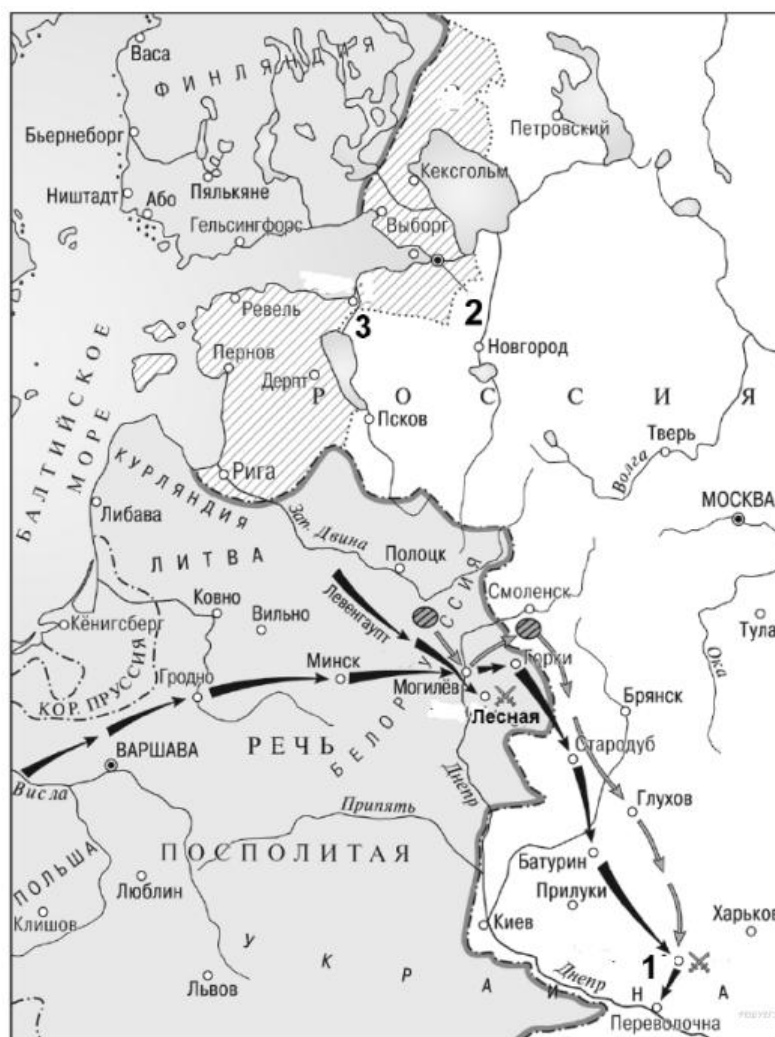 Васа
ФИНЛЯНДИЯ
Петровский
Бьернеборг
Кексгольм
Пялькяне
Ништадт
Або
Гельсингфорс
Выборг
2
Ревель
3
Новгород
Пернов
Дерпт
РОССИЯ
Псков
Тверь
Волга
БАЛТИЙСКОЕ
МОРЕ
Рига
КУРЛЯНДИЯ
МОСКВА
Либава
Зап. Двина
ЛИТВА
Полоцк
Смоленск
Ковно
Вильно
Левенгаупт
Тула
Кёнигсберг
Ока
КОР. ПРУССИЯ
Гродно
Минск
Могилёв
Горки
БЕЛОРУССИЯ
Брянск
Лесная
ВАРШАВА
РЕЧЬ
Стародуб
Висла
Днепр
Припять
Глухов
ПОСПОЛИТАЯ
Батурин
ПОЛЬША
Люблин
Прилуки
Клишов
Киев
Харьков
1
Днепр
УКРАИНА
Львов
Переволочна